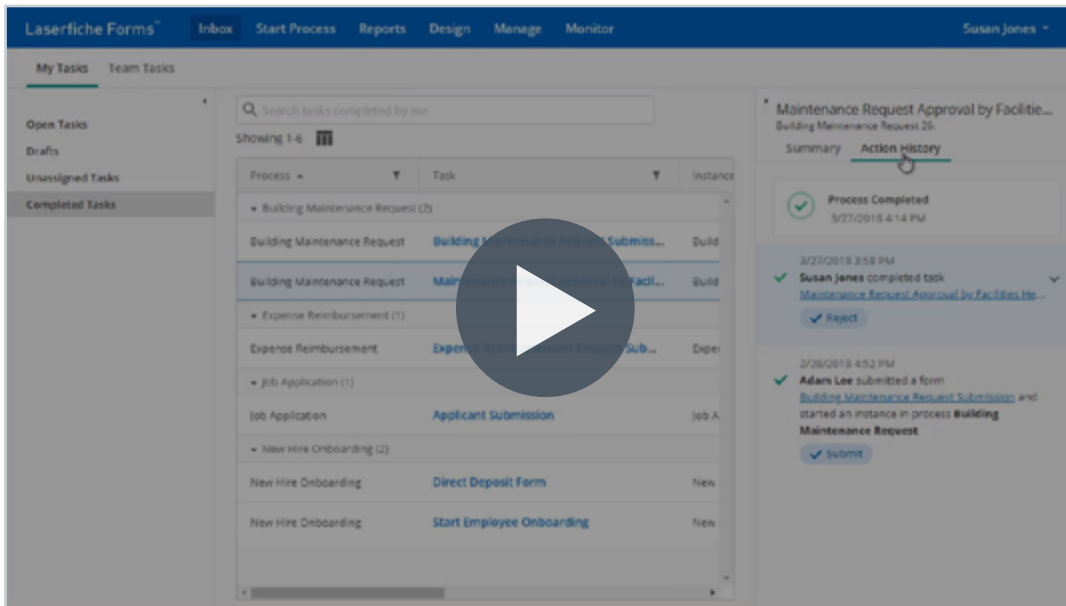 Laserfiche Forms™ Inbox Start Process Reports Design Manage Monitor Susan Jones
My Tasks Team Tasks
Open Tasks
Drafts
Unassigned Tasks
Completed Tasks
Search tasks completed by me
Showing 1-6
Process Task Instance
Building Maintenance Request (2)
Building Maintenance Request Building Submiss... Build
Building Maintenance Request Facil... Build
Expense Reimbursement (1)
Expense Reimbursement Sub... Exper
Job Application (1)
Job Application Applicant Submission Job A
New Hire Onboarding (2)
New Hire Onboarding Direct Deposit Form New
New Hire Onboarding Start Employee Onboarding New
Maintenance Request Approval by Facilitie...
Building Maintenance Request 26
Summary Action History
Process Completed
3/27/2018 4:14 PM
3/27/2018 3:58 PM
Susan Jones completed task
Maintenance Request Approval by Facilities He...
Reject
2/28/2018 4:52 PM
Adam Lee submitted a form
Building Maintenance Request Submission and
started an instance in process Building
Maintenance Request
Submit